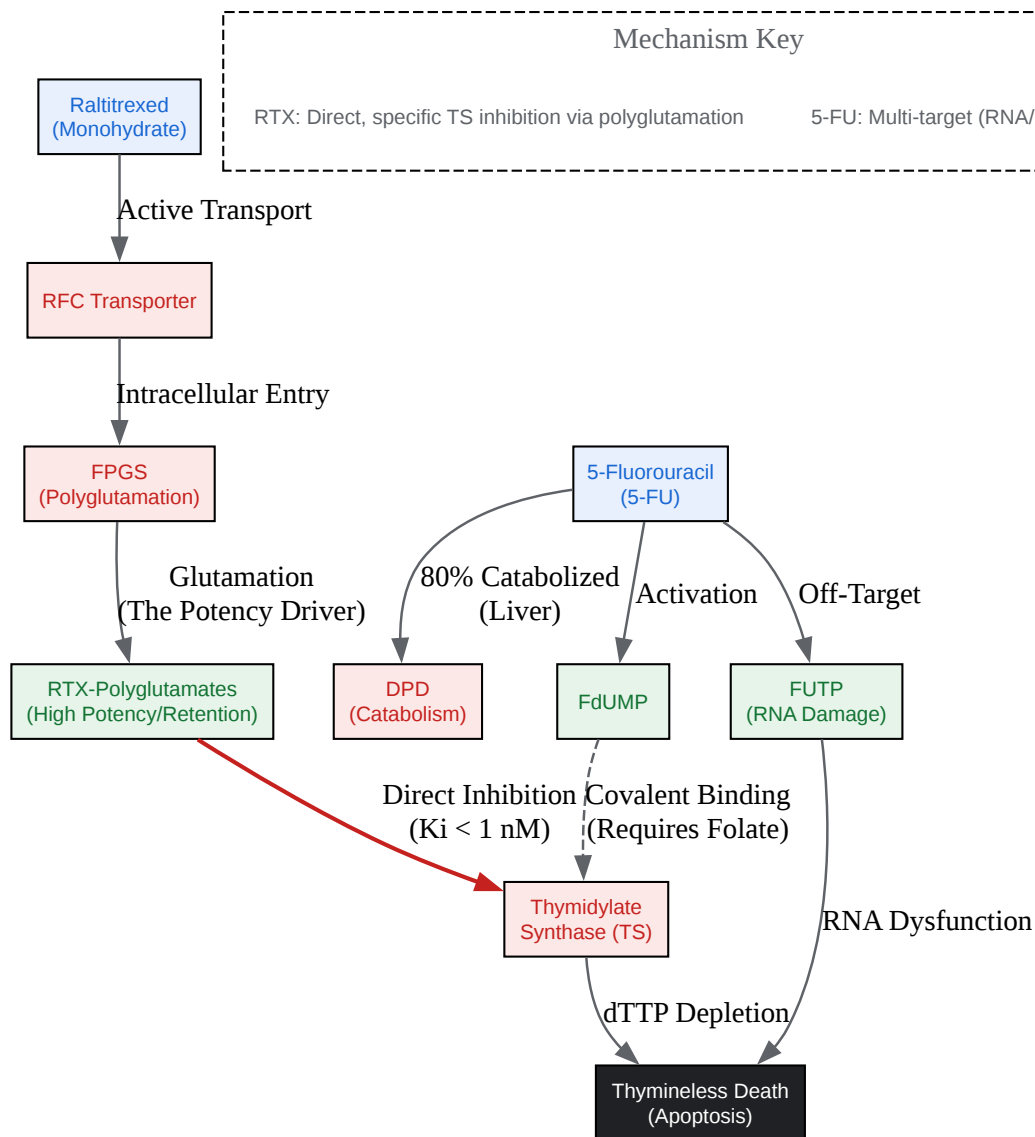 Mechanism Key
RTX: Direct, specific TS inhibition via polyglutamation
5-FU: Multi-target (RNA/
Raltitrexed
(Monohydrate)
Active Transport
RFC Transporter
Intracellular Entry
FPGS
(Polyglutamation)
5-Fluorouracil
(5-FU)
Glutamation
(The Potency Driver)
80% Catabolized
(Liver)
Activation
Off-Target
RTX-Polyglutamates
(High Potency/Retention)
DPD
(Catabolism)
FdUMP
FUTP
(RNA Damage)
Direct Inhibition
(Ki < 1 nM)
Covalent Binding
(Requires Folate)
Thymidylate
Synthase (TS)
RNA Dysfunction
dTTP Depletion
Thymineless Death
(Apoptosis)